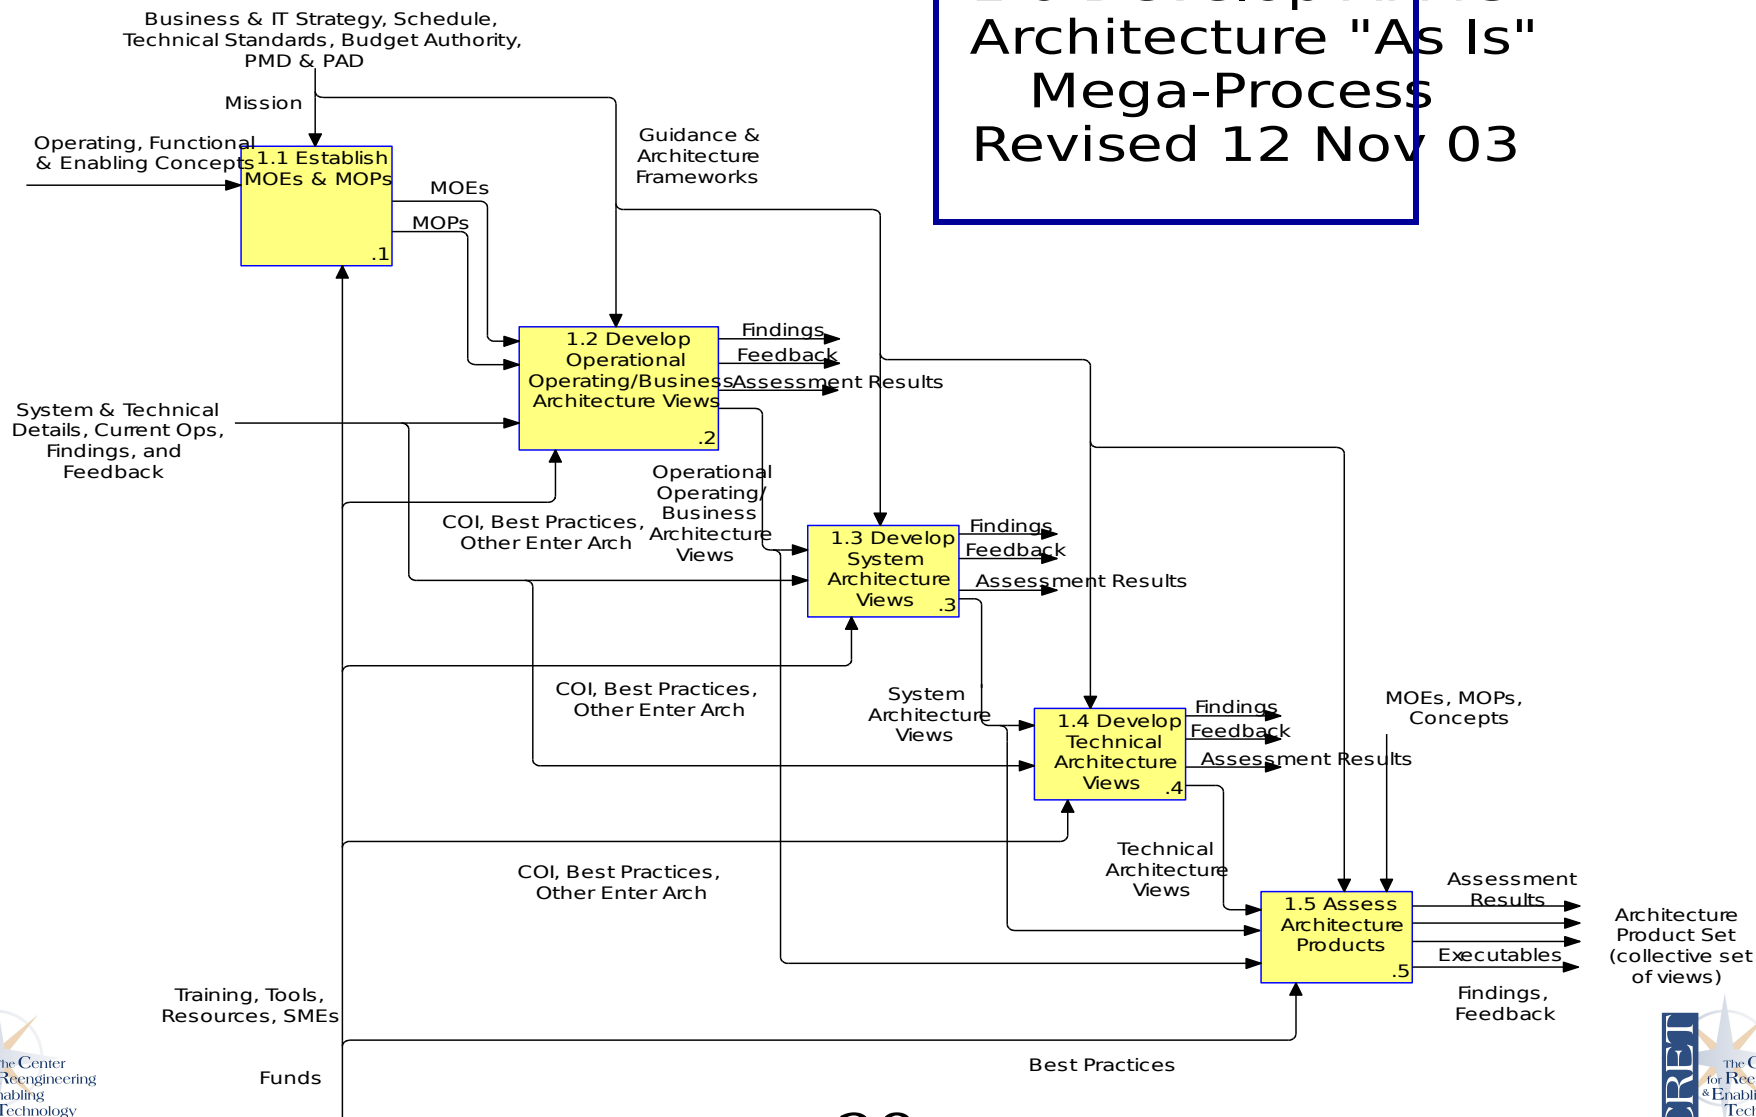 Business & IT Strategy, Schedule,
Technical Standards, Budget Authority,
PMD & PAD
Mission
Operating, Functional
& Enabling Concepts
Architecture "As Is"
Mega-Process
Revised 12 Nov 03
Guidance &
Architecture
Frameworks
1.1 Establish
MOEs & MOPs
.1
MOEs
MOPs
1.2 Develop
Operational
Operating/Business
Architecture Views
.2
Findings
Feedback
Assessment Results
System & Technical
Details, Current Ops,
Findings, and
Feedback
Operational
Operating/
Business
Architecture
Views
COI, Best Practices,
Other Enter Arch
1.3 Develop
System
Architecture
Views
.3
Findings
Feedback
Assessment Results
COI, Best Practices,
Other Enter Arch
System
Architecture
Views
1.4 Develop
Technical
Architecture
Views
.4
Findings
Feedback
Assessment Results
MOEs, MOPs,
Concepts
COI, Best Practices,
Other Enter Arch
Technical
Architecture
Views
1.5 Assess
Architecture
Products
.5
Assessment
Results
Executables
Findings,
Feedback
Architecture
Product Set
(collective set
of views)
Training, Tools,
Resources, SMEs
Funds
Best Practices
Center
Reengineering
Technology
The
for
&